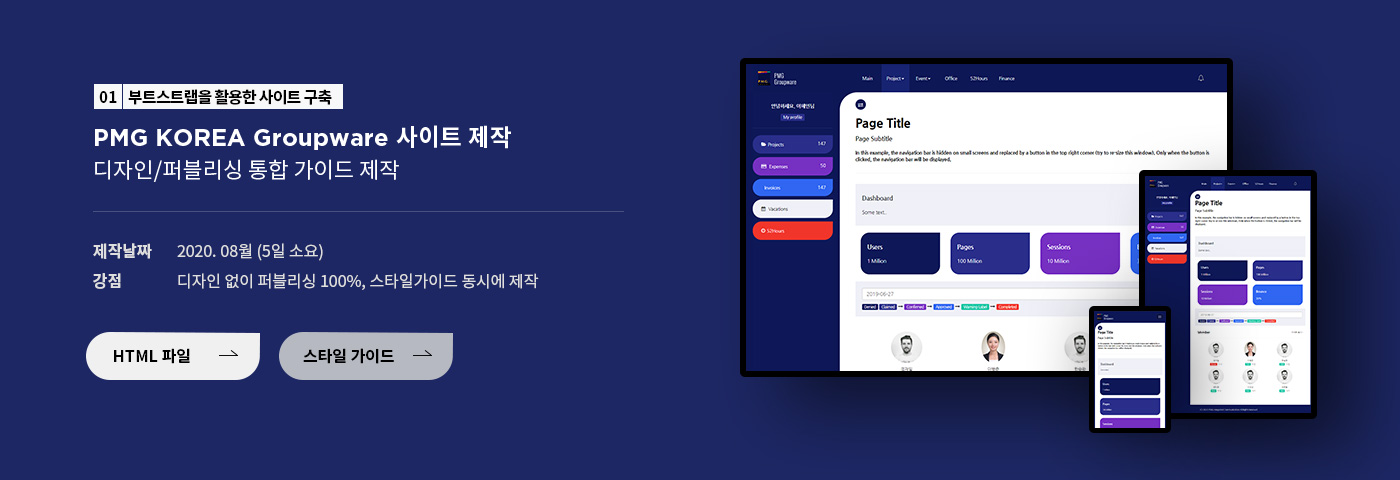 01 부트스트랩을 활용한 사이트 구축
PMG KOREA Groupware 사이트 제작
디자인/퍼블리싱 통합 가이드 제작
제작날짜 2020. 08월 (5일 소요)
강점 디자인 없이 퍼블리싱 100%, 스타일가이드 동시에 제작
HTML 파일
스타일 가이드
PMG
Groupware
Main Project Event Office 52Hours Finance
My profile
Projects 147
Expenses 50
Invoices 147
Vacations
52Hours
Page Title
Page Subtitle
In this example, the navigation bar is hidden on small screens and replaced by a button in the top right corner (try to re-size this window). Only when the button is
clicked, the navigation bar will be displayed.
Dashboard
Some text..
Users
1 Million
Pages
100 Million
Sessions
10 Million
2019-06-27
Denied Claimed Confirmed Approved Warning Label Completed
Page Title
Page Subtitle
Dashboard
Users
Pages
Sessions
Page Title
Dashboard
Users
Pages
Sessions